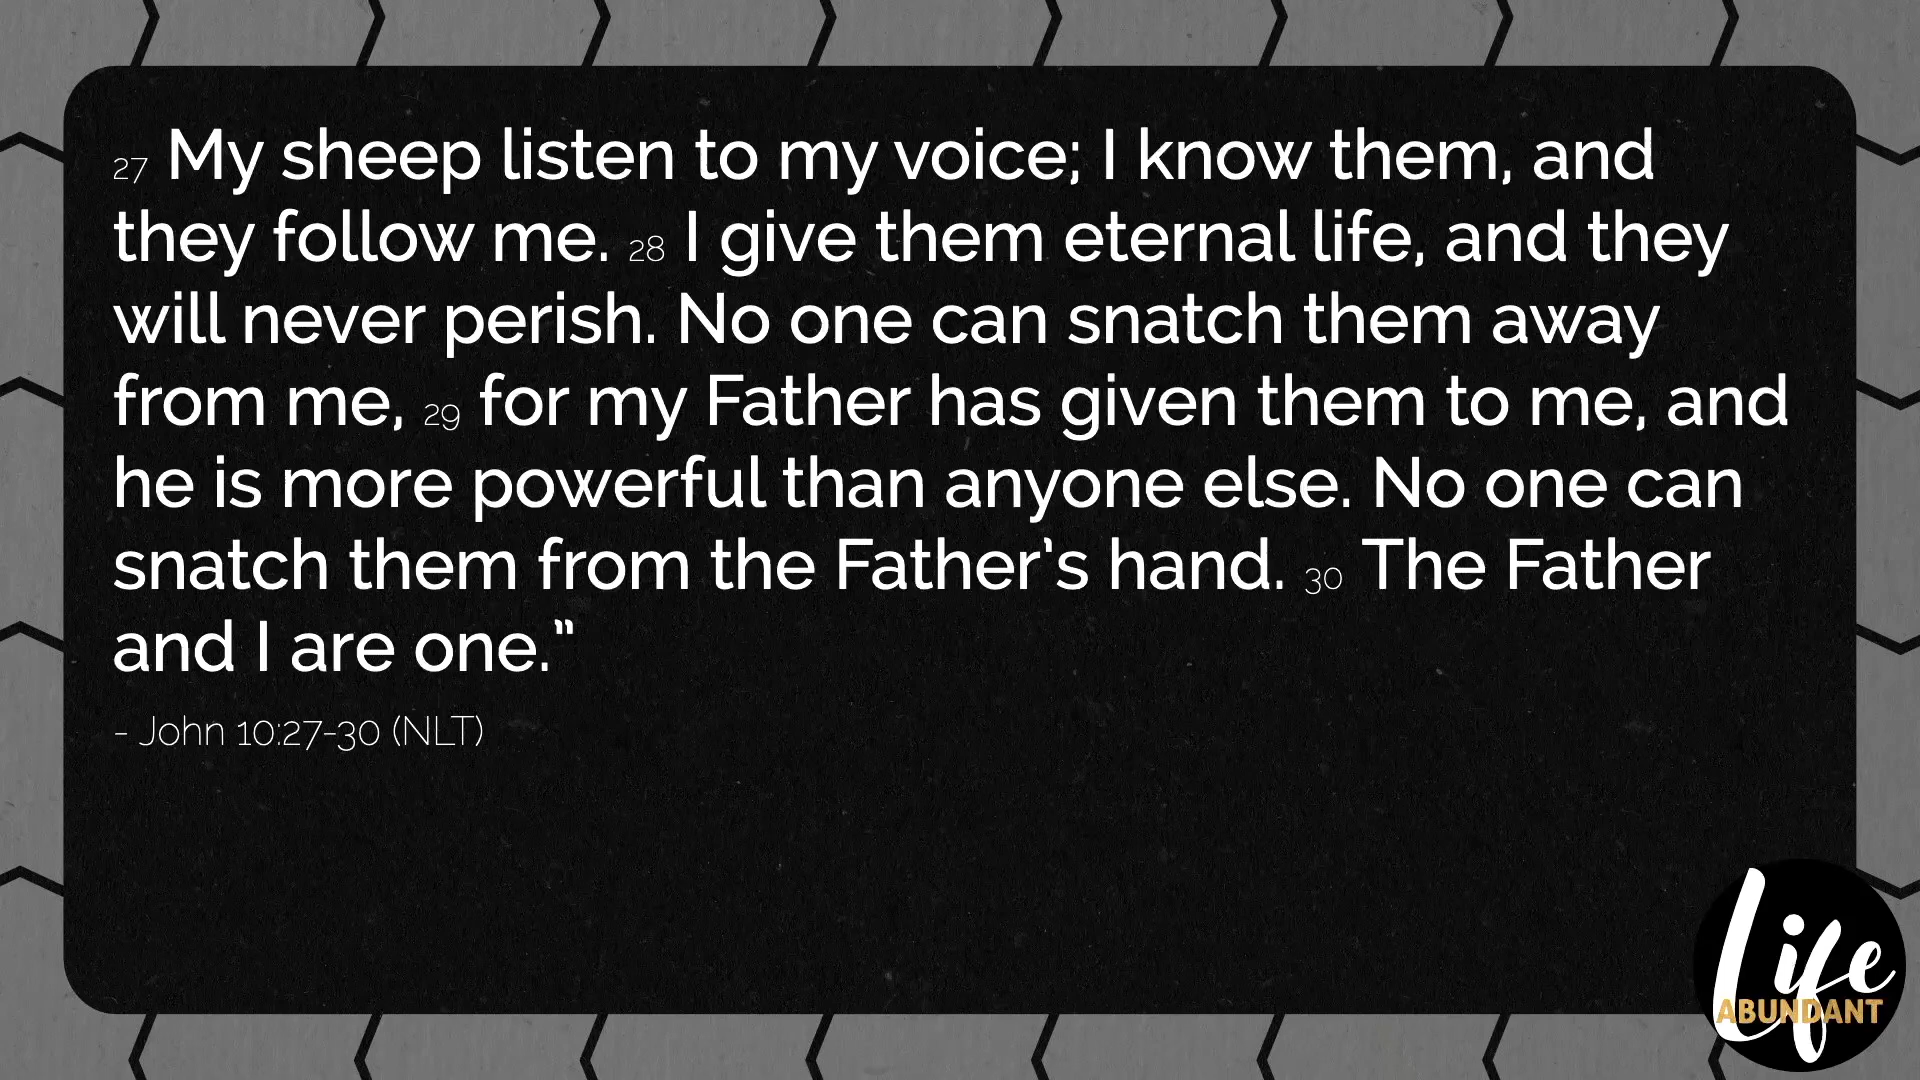 27 My sheep listen to my voice; I know them, and
they follow me. 28 I give them eternal life, and they
will never perish. No one can snatch them away
from me, 29 for my Father has given them to me, and
he is more powerful than anyone else. No one can
snatch them from the Father’s hand. 30 The Father
and I are one.”
- John 10:27-30 (NLT)
Life
ABUNDANT